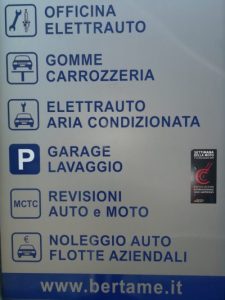 OFFICINA
ELETTRAUTO
GOMME
CARROZZERIA
ELETTRAUTO
ARIA CONDIZIONATA
P
GARAGE
LAVAGGIO
MCTC
REVISIONI
AUTO e MOTO
€
NOLEGGIO AUTO
FLOTTE AZIENDALI
www.bertame.it